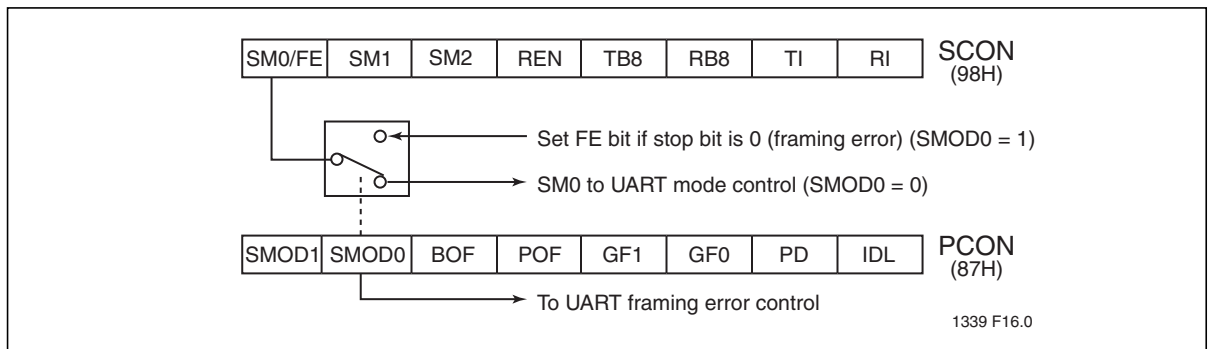 SM0/FE SM1 SM2 REN TB8 RB8 TI RI SCON
(98H)
Set FE bit if stop bit is 0 (framing error) (SMOD0 = 1)
SM0 to UART mode control (SMOD0 = 0)
SMOD1 SMOD0 BOF POF GF1 GF0 PD IDL PCON
(87H)
To UART framing error control
1339 F16.0